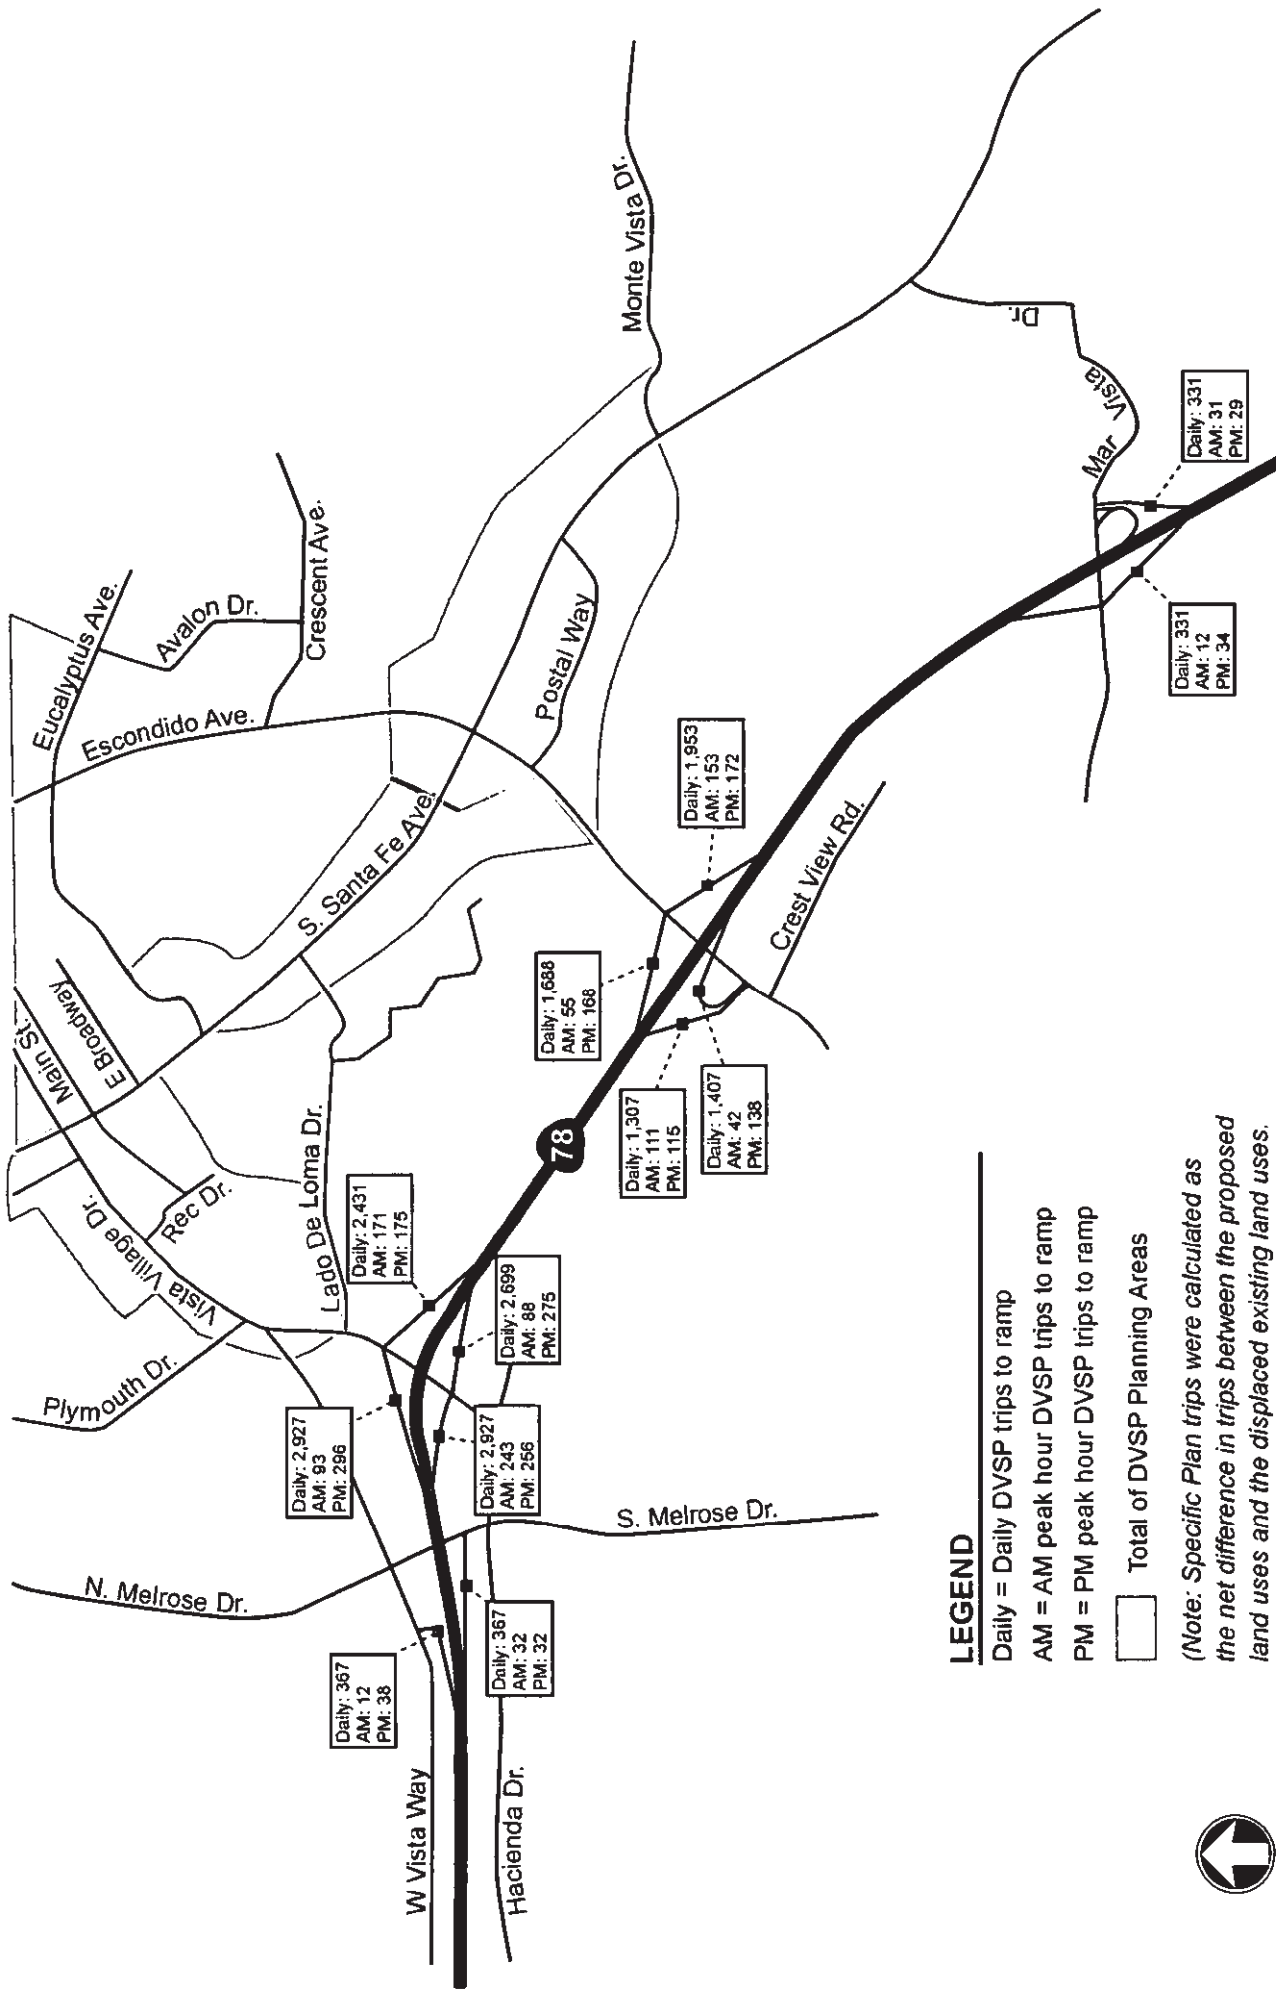 Eucalyptus Ave.
Avalon Dr.
Crescent Ave.
Escondido Ave.
Monte Vista Dr.
Main St.
E Broadway
S. Santa Fe Ave.
Postal Way
Mar
Vista
Dr.
Vista Village Dr.
Rec Dr.
Lado De Loma Dr.
Plymouth Dr.
Crest View Rd.
78
N. Melrose Dr.
S. Melrose Dr.
W Vista Way
Hacienda Dr.
Daily: 367
AM: 12
PM: 38
Daily: 367
AM: 32
PM: 32
Daily: 2,927
AM: 93
PM: 296
Daily: 2,927
AM: 243
PM: 256
Daily: 2,431
AM: 171
PM: 175
Daily: 2,699
AM: 88
PM: 275
Daily: 1,688
AM: 55
PM: 168
Daily: 1,307
AM: 111
PM: 115
Daily: 1,407
AM: 42
PM: 138
Daily: 1,953
AM: 153
PM: 172
Daily: 331
AM: 12
PM: 34
Daily: 331
AM: 31
PM: 29
LEGEND
Daily = Daily DVSP trips to ramp
AM = AM peak hour DVSP trips to ramp
PM = PM peak hour DVSP trips to ramp
Total of DVSP Planning Areas
(Note: Specific Plan trips were calculated as
the net difference in trips between the proposed
land uses and the displaced existing land uses.